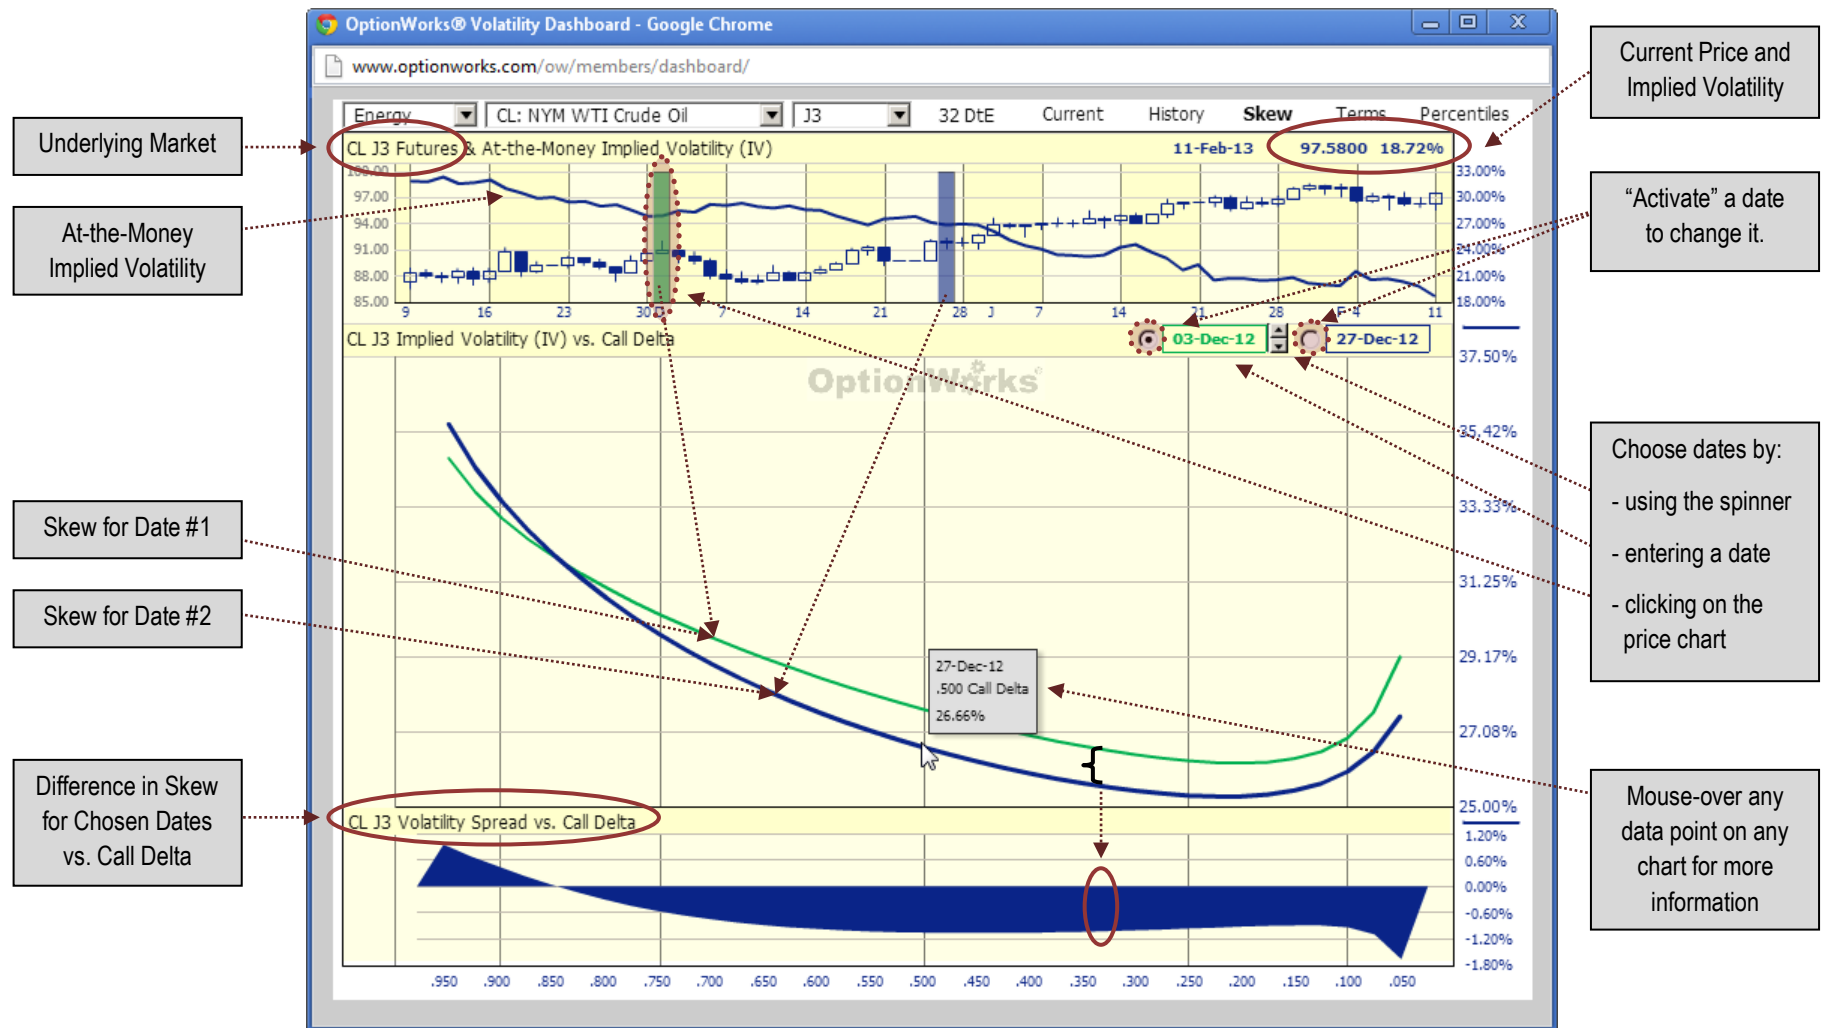 OptionWorks® Volatility Dashboard - Google Chrome
www.optionworks.com/ow/members/dashboard/
Energy
CL: NYM WTI Crude Oil
J3
32 DtE
Current
History
Skew
Terms
Percentiles
CL J3 Futures & At-the-Money Implied Volatility (IV)
11-Feb-13
97.5800 18.72%
100.00
97.00
94.00
91.00
88.00
85.00
33.00%
30.00%
27.00%
24.00%
21.00%
18.00%
9 16 23 30 7 14 21 28 J 7 14 21 28 F 4 11
CL J3 Implied Volatility (IV) vs. Call Delta
03-Dec-12
27-Dec-12
OptionWorks
37.50%
35.42%
33.33%
31.25%
29.17%
27.08%
25.00%
27-Dec-12
.500 Call Delta
26.66%
CL J3 Volatility Spread vs. Call Delta
1.20%
0.60%
0.00%
-0.60%
-1.20%
-1.80%
.950 .900 .850 .800 .750 .700 .650 .600 .550 .500 .450 .400 .350 .300 .250 .200 .150 .100 .050
Underlying Market
At-the-Money
Implied Volatility
Skew for Date #1
Skew for Date #2
Difference in Skew
for Chosen Dates
vs. Call Delta
Current Price and
Implied Volatility
“Activate” a date
to change it.
Choose dates by:
- using the spinner
- entering a date
- clicking on the
price chart
Mouse-over any
data point on any
chart for more
information